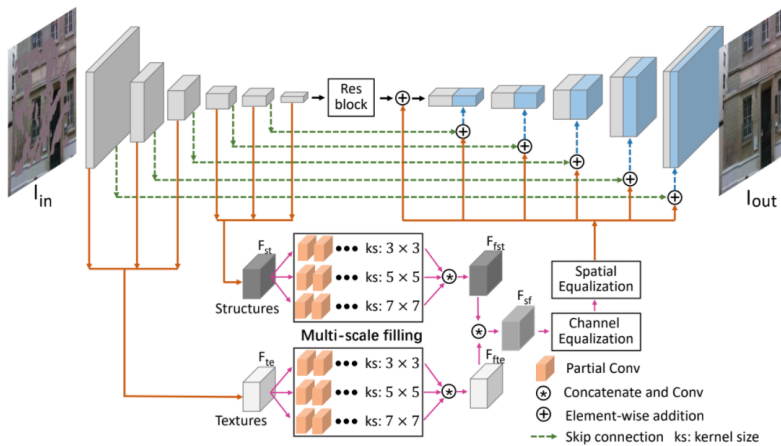 I_in
Res
block
I_out
F_st
ks: 3 × 3
ks: 5 × 5
ks: 7 × 7
F_fst
Structures
Multi-scale filling
F_sf
Spatial
Equalization
Channel
Equalization
F_te
ks: 3 × 3
ks: 5 × 5
ks: 7 × 7
F_fte
Textures
Partial Conv
Concatenate and Conv
Element-wise addition
Skip connection ks: kernel size